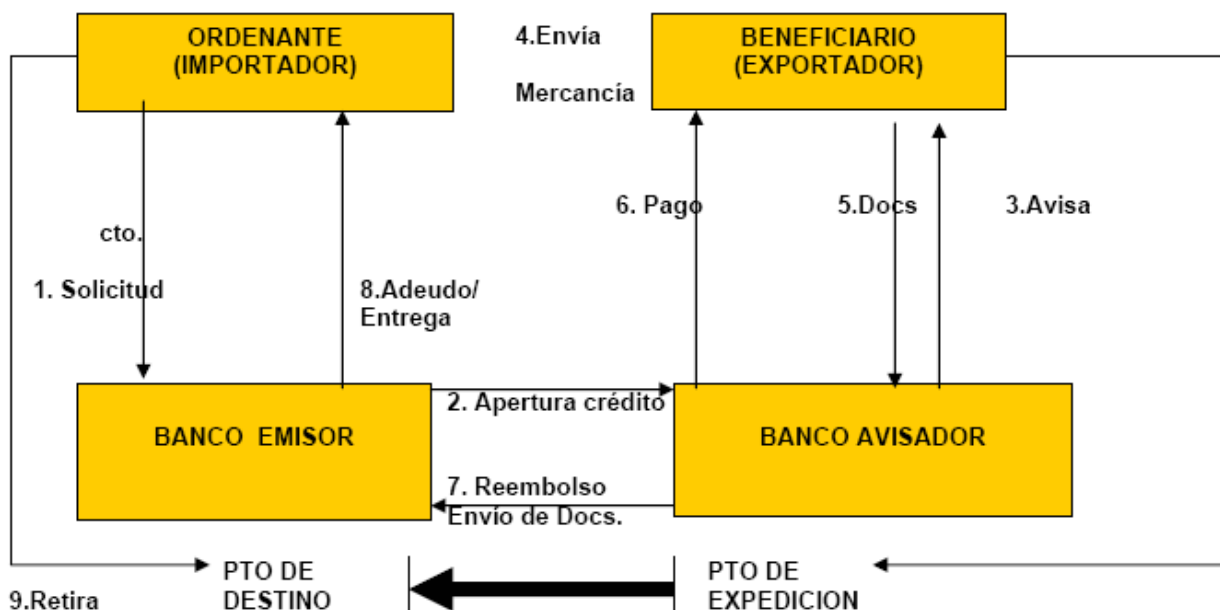 ORDENANTE
(IMPORTADOR)
4.Envía
Mercancía
BENEFICIARIO
(EXPORTADOR)
6. Pago
5.Docs
3.Avisa
cto.
1. Solicitud
8.Adeudo/
Entrega
BANCO EMISOR
2. Apertura crédito
BANCO AVISADOR
7. Reembolso
Envío de Docs.
9.Retira
PTO DE
DESTINO
PTO DE
EXPEDICION